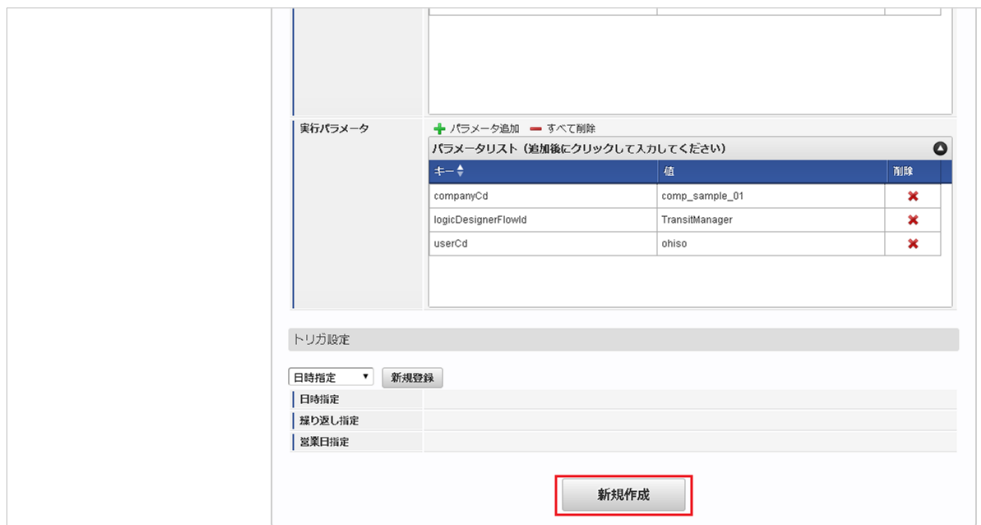 実行パラメータ
パラメータ追加 すべて削除
パラメータリスト（追加後にクリックして入力してください）
キー 値 削除
companyCd comp_sample_01
logicDesignerFlowId TransitManager
userCd ohiso
トリガ設定
日時指定 新規登録
日時指定
繰り返し指定
営業日指定
新規作成